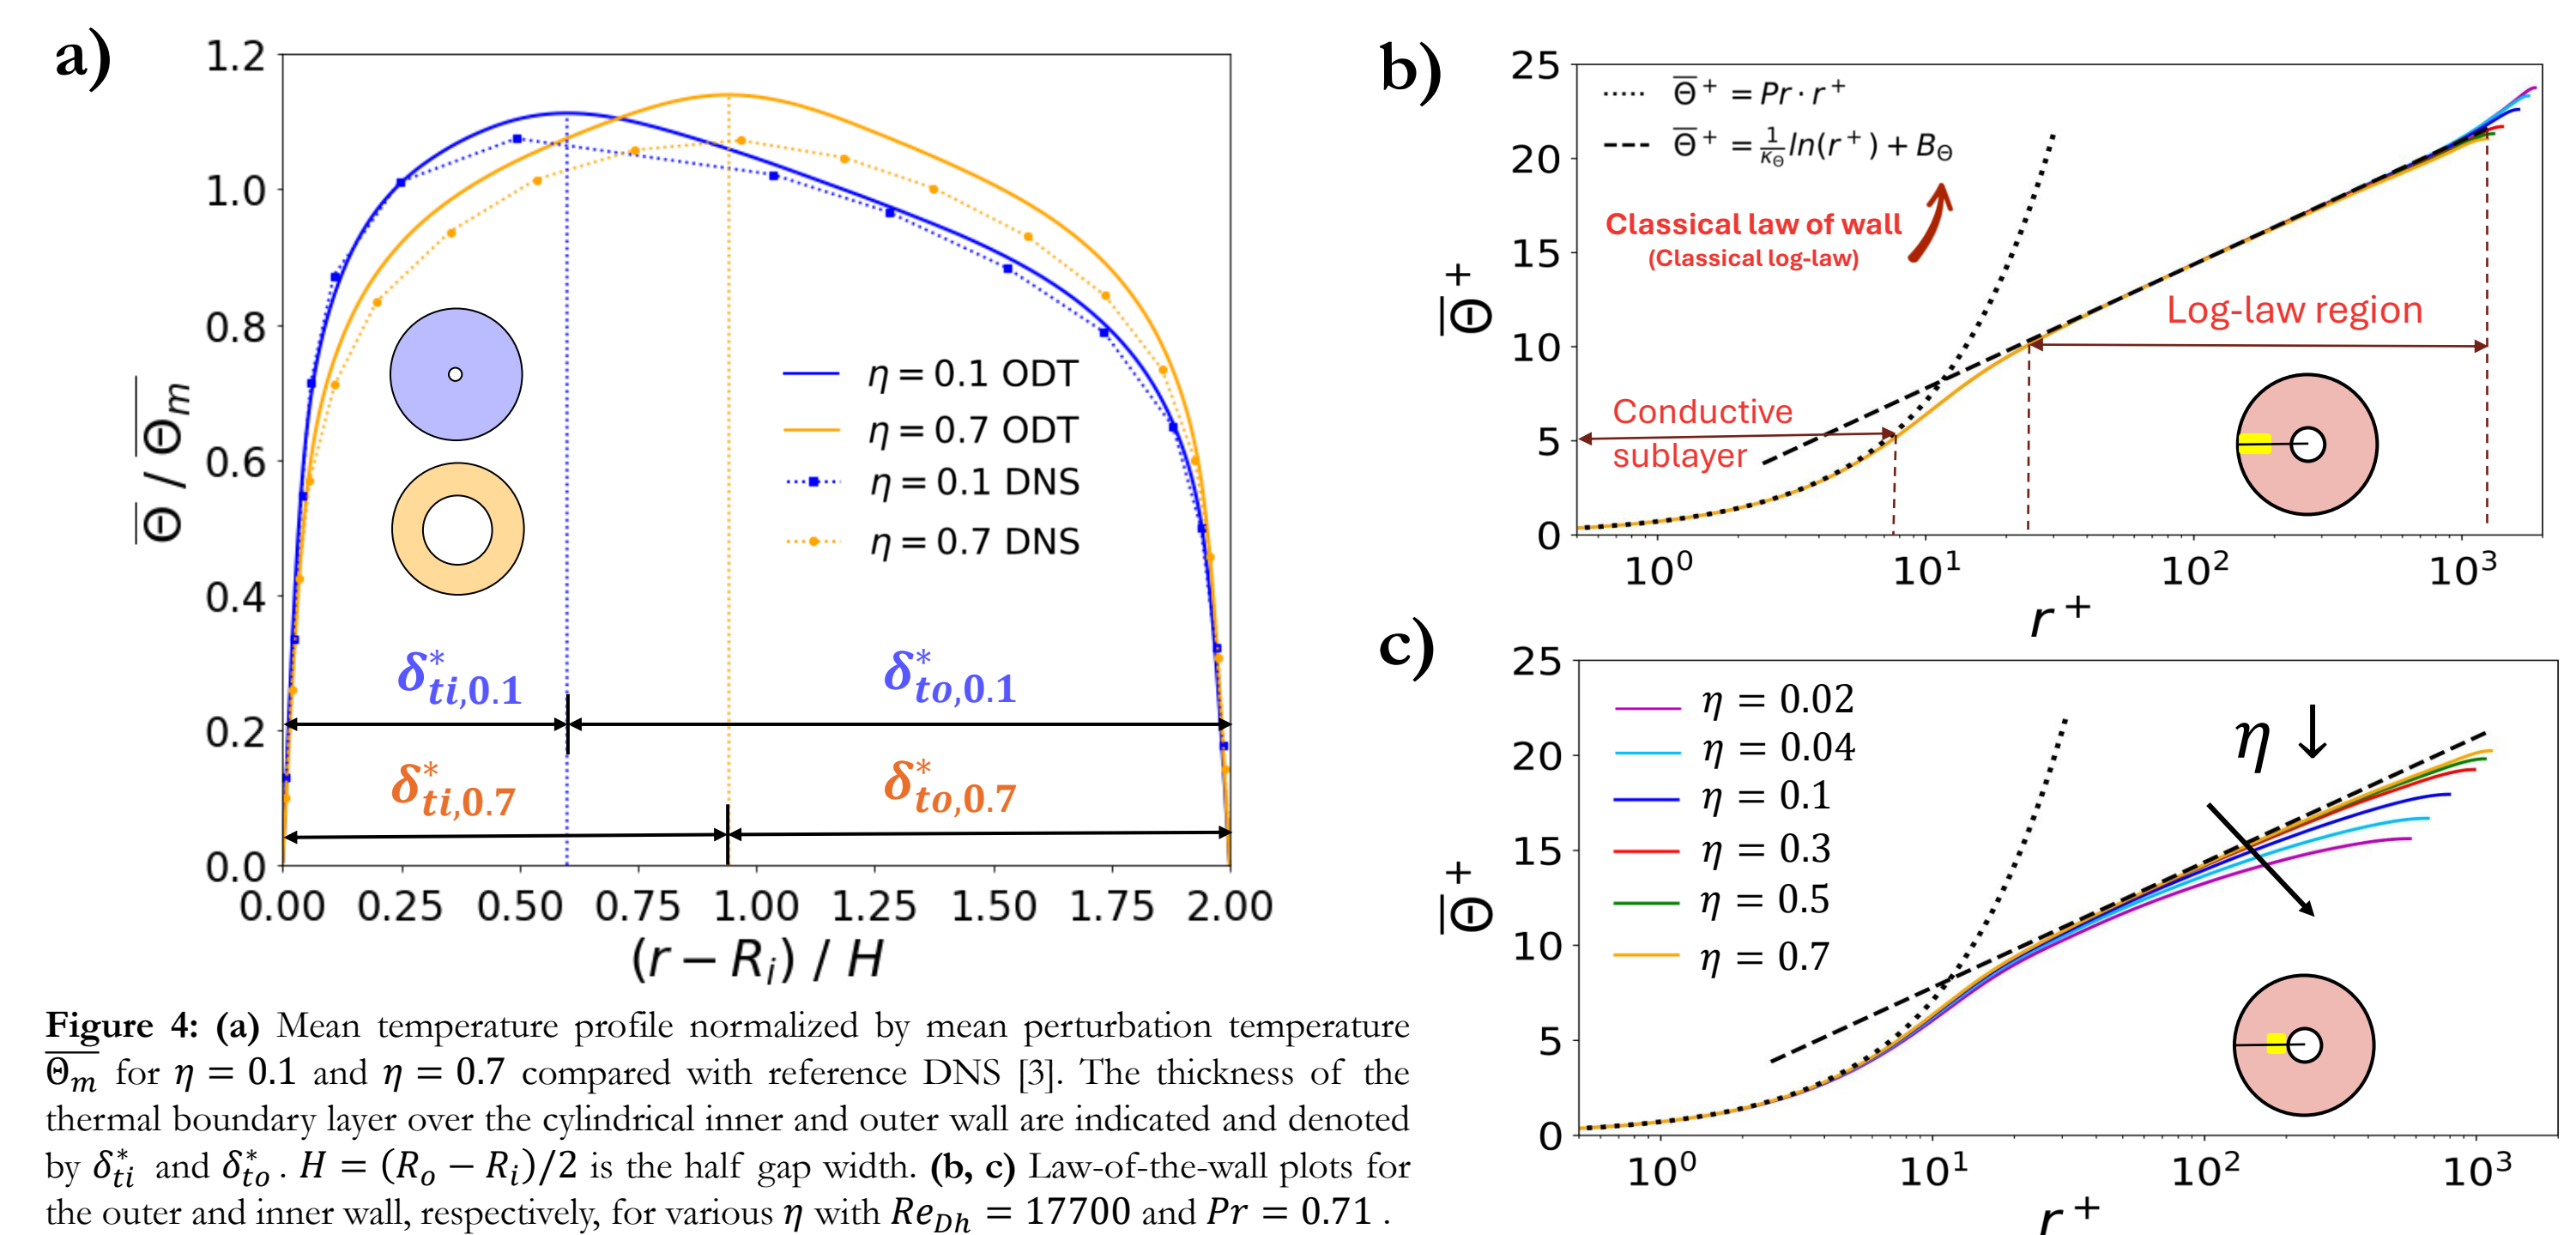 a)
1.2
1.0
0.8
0.6
0.4
0.2
0.0
Θ̅ / Θ̅ₘ
η = 0.1 ODT
η = 0.7 ODT
η = 0.1 DNS
η = 0.7 DNS
δ*ti,0.1
δ*to,0.1
δ*ti,0.7
δ*to,0.7
0.00 0.25 0.50 0.75 1.00 1.25 1.50 1.75 2.00
(r − Rᵢ) / H
b)
25
20
15
10
5
0
Θ̅⁺
Θ̅⁺ = Pr · r⁺
Θ̅⁺ = 1/κ_Θ ln(r⁺) + B_Θ
Classical law of wall
(Classical log-law)
Log-law region
Conductive
sublayer
10⁰ 10¹ 10² 10³
r⁺
c)
25
20
15
10
5
0
Θ̅⁺
η = 0.02
η = 0.04
η = 0.1
η = 0.3
η = 0.5
η = 0.7
η ↓
10⁰ 10¹ 10² 10³
r⁺
Figure 4: (a) Mean temperature profile normalized by mean perturbation temperature
Θ̅ₘ for η = 0.1 and η = 0.7 compared with reference DNS [3]. The thickness of the
thermal boundary layer over the cylindrical inner and outer wall are indicated and denoted
by δ*ti and δ*to . H = (Rₒ − Rᵢ)/2 is the half gap width. (b, c) Law-of-the-wall plots for
the outer and inner wall, respectively, for various η with Re_Dh = 17700 and Pr = 0.71 .